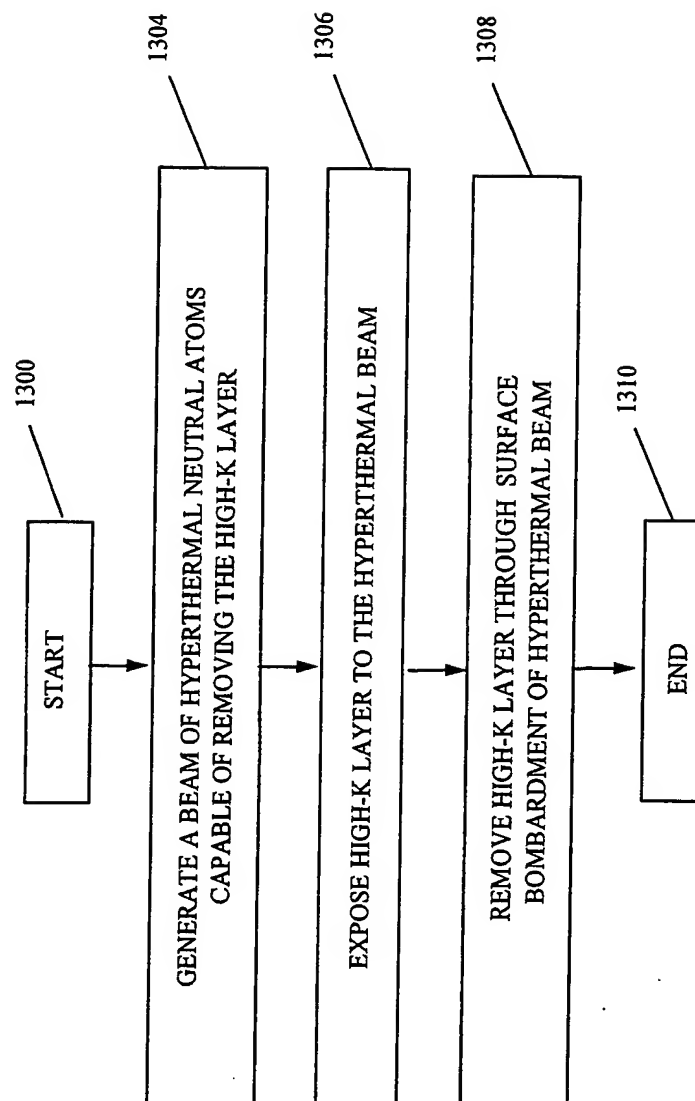 1300
START
1304
GENERATE A BEAM OF HYPERTHERMAL NEUTRAL ATOMS
CAPABLE OF REMOVING THE HIGH-K LAYER
1306
EXPOSE HIGH-K LAYER TO THE HYPERTHERMAL BEAM
1308
REMOVE HIGH-K LAYER THROUGH SURFACE
BOMBARDMENT OF HYPERTHERMAL BEAM
1310
END